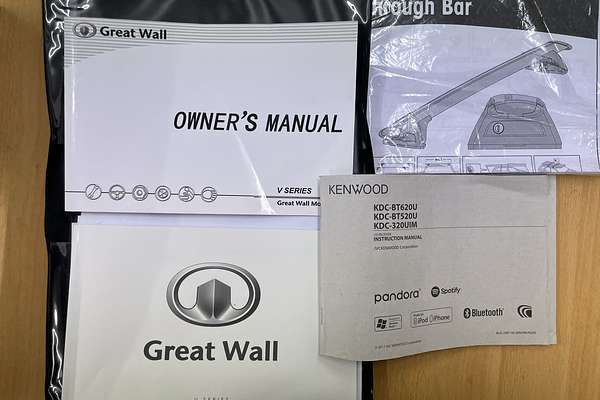 Great Wall
OWNER'S MANUAL
V SERIES
Great Wall Mo
Great Wall
V SERIES
Rough Bar
KENWOOD
KDC-BT620U
KDC-BT520U
KDC-320UIM
INSTRUCTION MANUAL
JVC KENWOOD Corporation
pandora
Spotify
iPod
iPhone
Bluetooth